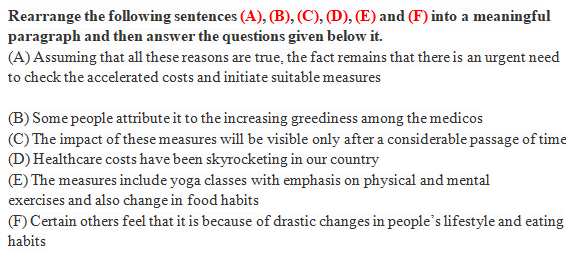 Rearrange the following sentences (A), (B), (C), (D), (E) and (F) into a meaningful
paragraph and then answer the questions given below it.
(A) Assuming that all these reasons are true, the fact remains that there is an urgent need
to check the accelerated costs and initiate suitable measures
(B) Some people attribute it to the increasing greediness among the medicos
(C) The impact of these measures will be visible only after a considerable passage of time
(D) Healthcare costs have been skyrocketing in our country
(E) The measures include yoga classes with emphasis on physical and mental
exercises and also change in food habits
(F) Certain others feel that it is because of drastic changes in people's lifestyle and eating
habits